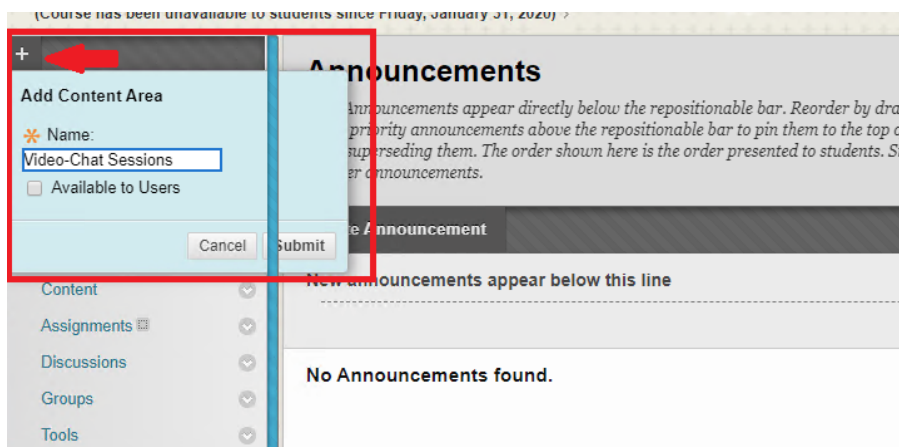 (Course has been unavailable to students since Friday, January 31, 2020) >
+
Announcements
Add Content Area
Announcements appear directly below the repositionable bar. Reorder by dra
Name:
priority announcements above the repositionable bar to pin them to the top o
Video-Chat Sessions
superseding them. The order shown here is the order presented to students. S
Available to Users
er announcements.
Cancel
Submit
e Announcement
New announcements appear below this line
Content
Assignments
Discussions
No Announcements found.
Groups
Tools